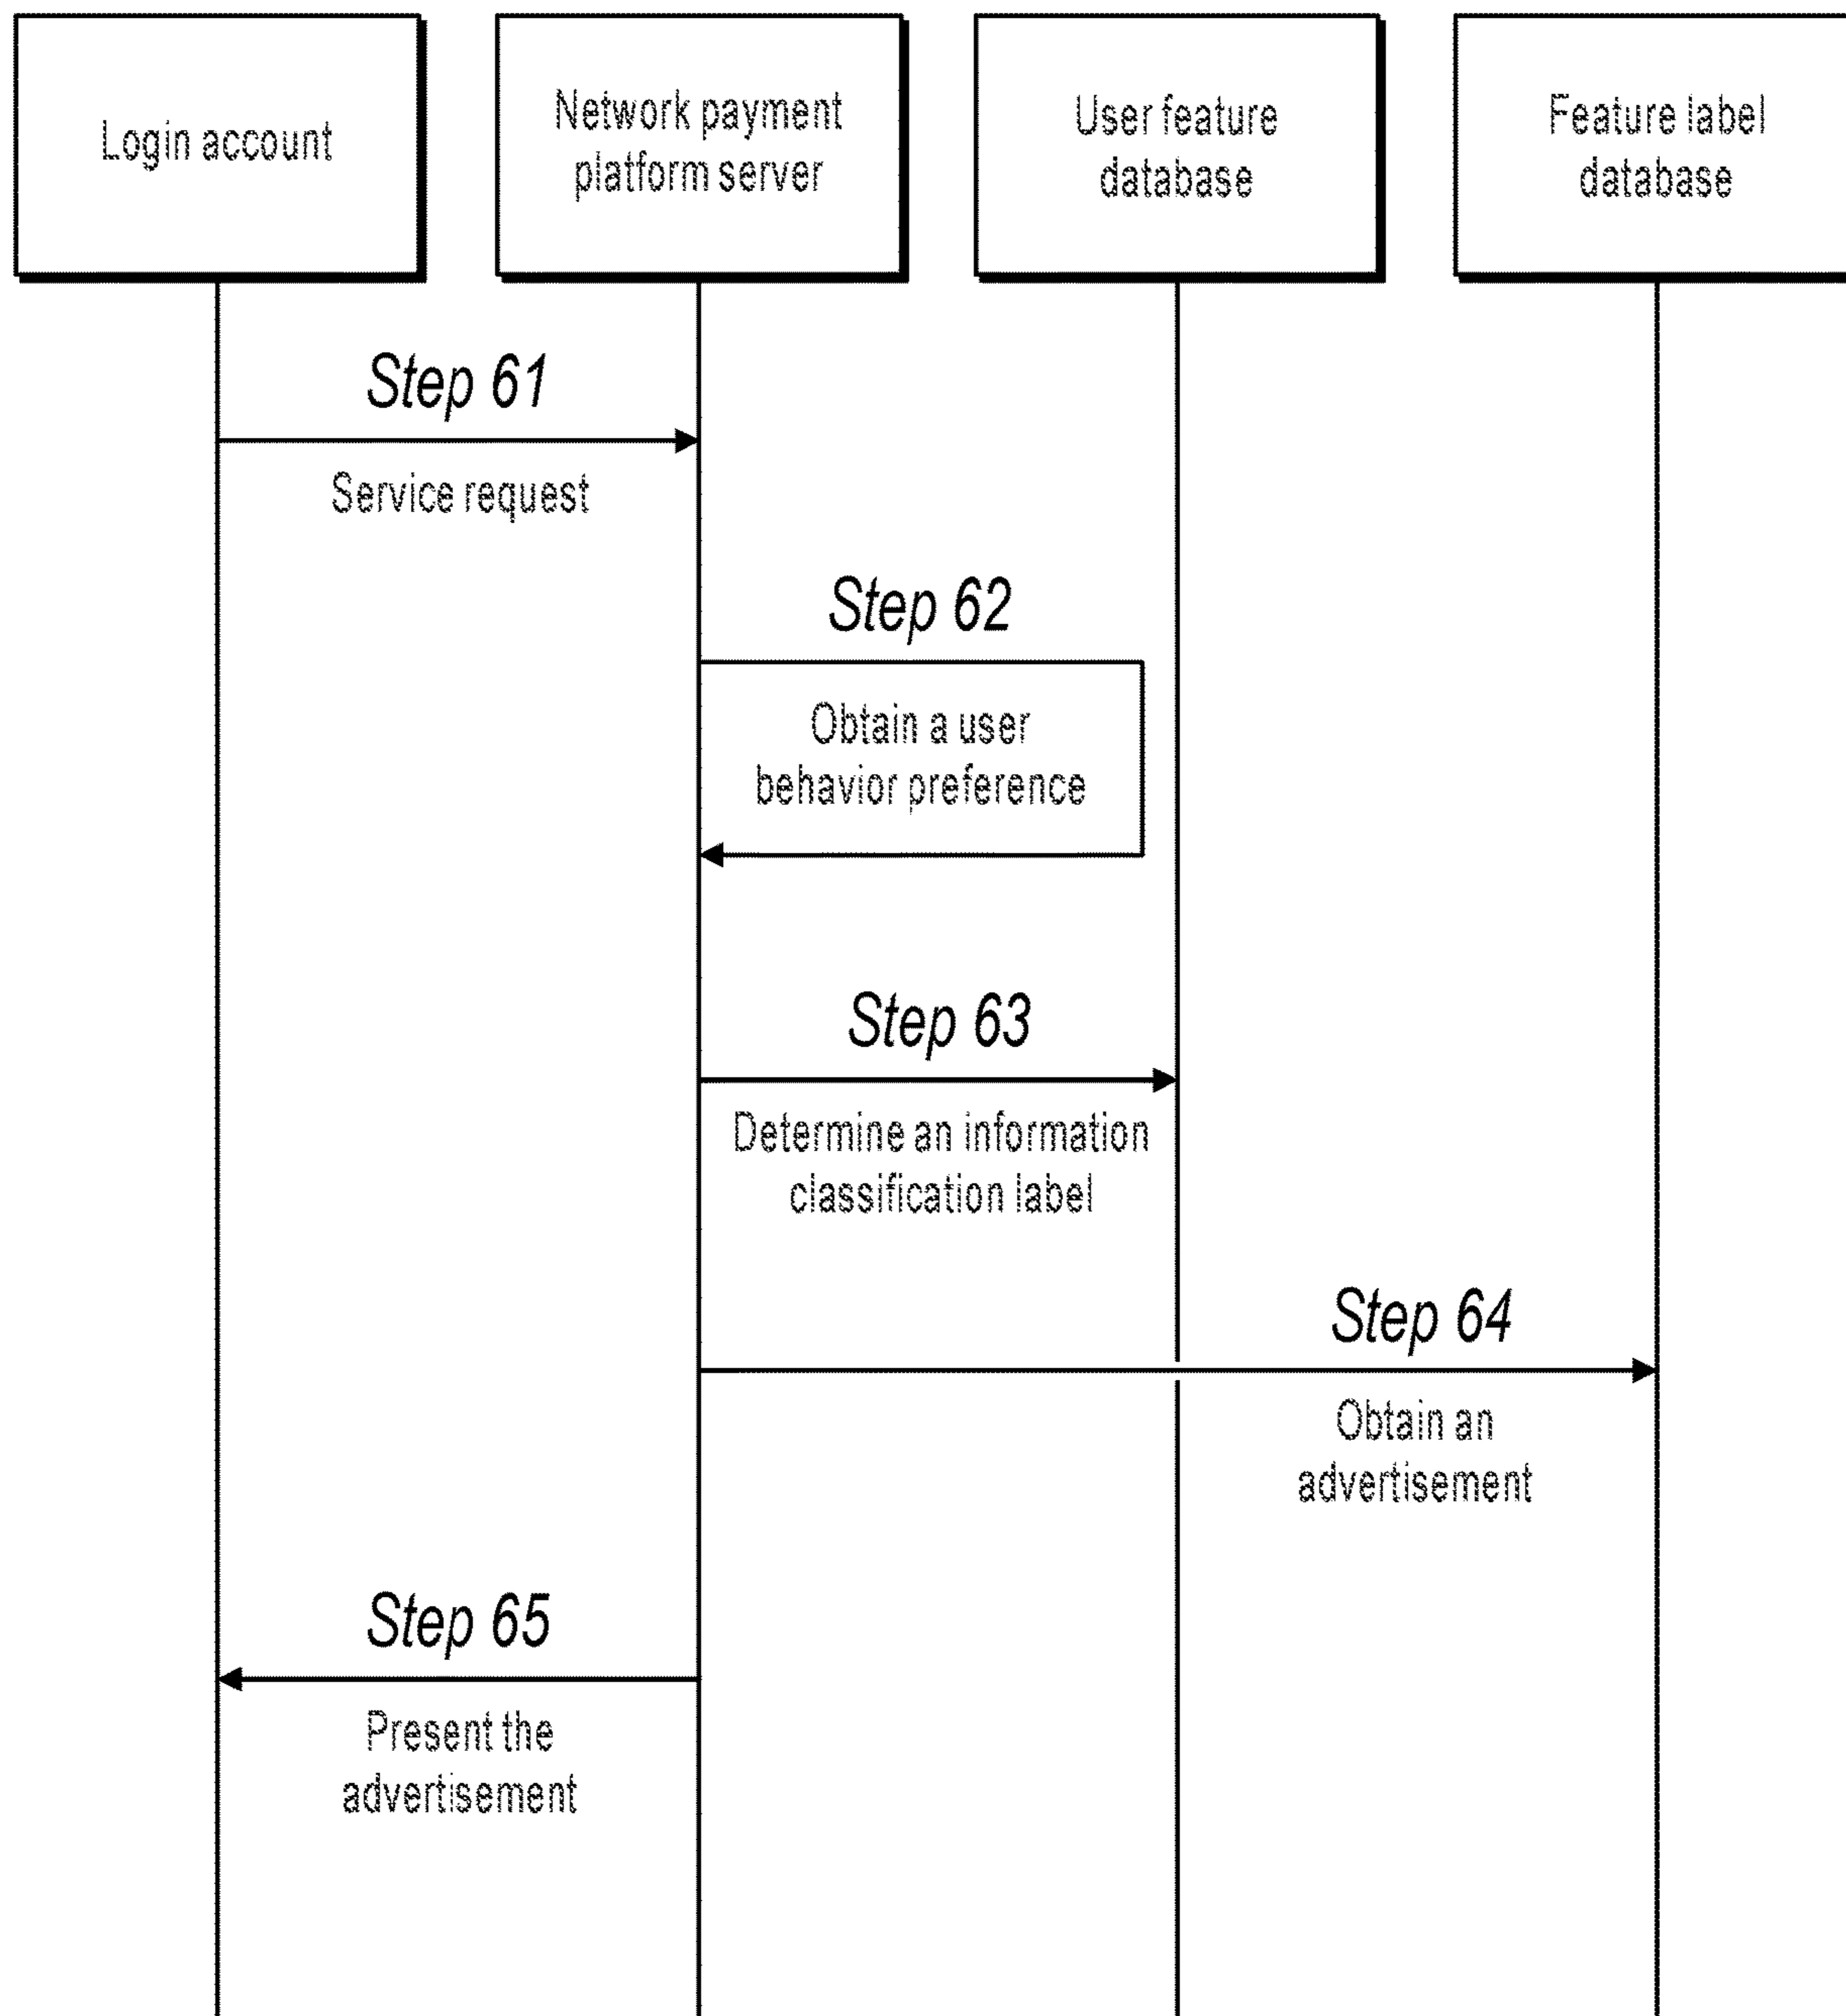 Login account
Network payment
platform server
User feature
database
Feature label
database
Step 61
Service request
Step 62
Obtain a user
behavior preference
Step 63
Determine an information
classification label
Step 64
Obtain an
advertisement
Step 65
Present the
advertisement